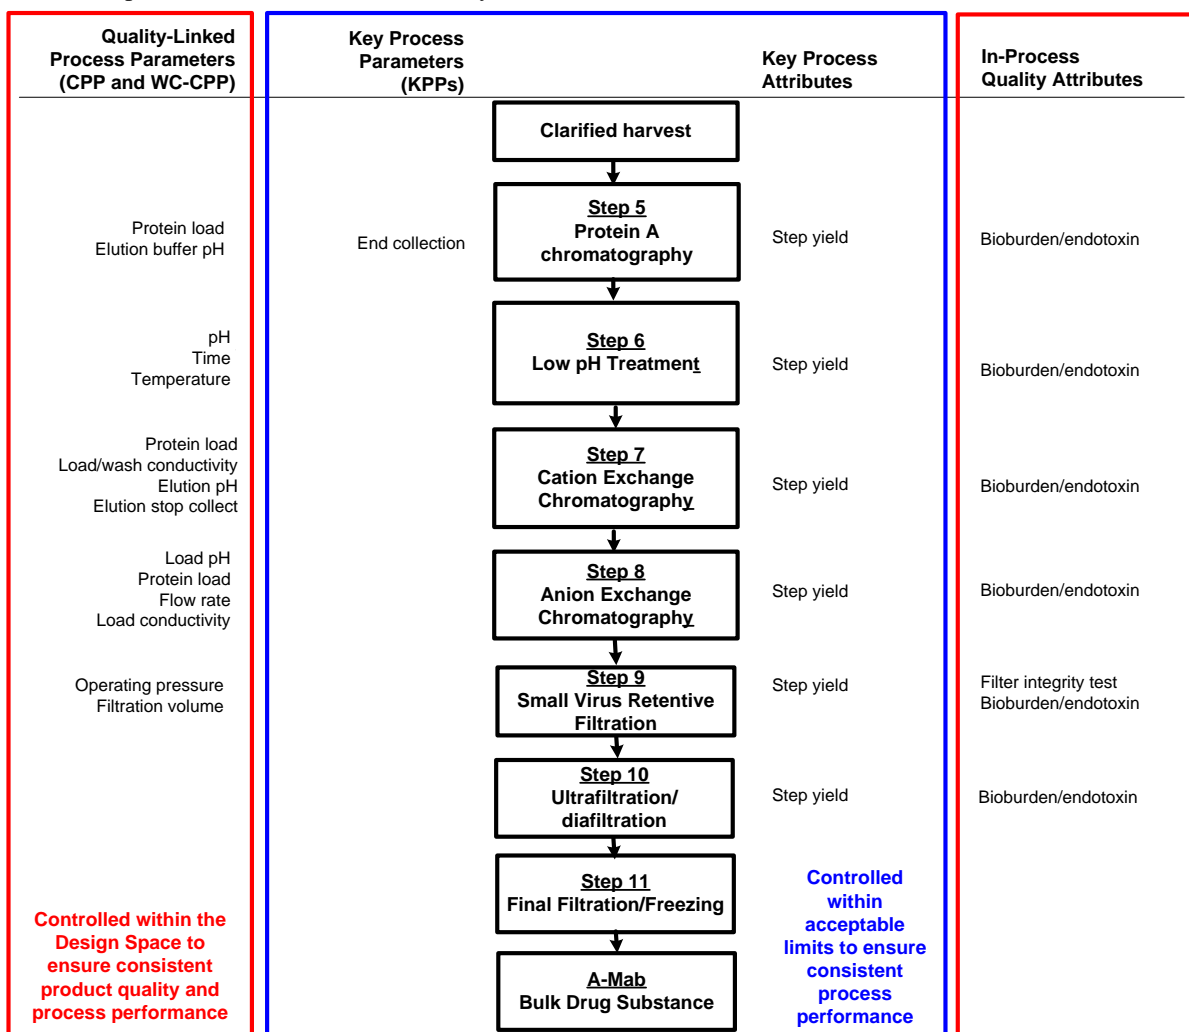 Quality-Linked
Process Parameters
(CPP and WC-CPP)
Key Process
Parameters
(KPPs)
Key Process
Attributes
In-Process
Quality Attributes
Clarified harvest
Protein load
Elution buffer pH
End collection
Step 5
Protein A
chromatography
Step yield
Bioburden/endotoxin
pH
Time
Temperature
Step 6
Low pH Treatment
Step yield
Bioburden/endotoxin
Protein load
Load/wash conductivity
Elution pH
Elution stop collect
Step 7
Cation Exchange
Chromatography
Step yield
Bioburden/endotoxin
Load pH
Protein load
Flow rate
Load conductivity
Step 8
Anion Exchange
Chromatography
Step yield
Bioburden/endotoxin
Operating pressure
Filtration volume
Step 9
Small Virus Retentive
Filtration
Step yield
Filter integrity test
Bioburden/endotoxin
Step 10
Ultrafiltration/
diafiltration
Step yield
Bioburden/endotoxin
Step 11
Final Filtration/Freezing
A-Mab
Bulk Drug Substance
Controlled within the
Design Space to
ensure consistent
product quality and
process performance
Controlled
within
acceptable
limits to ensure
consistent
process
performance